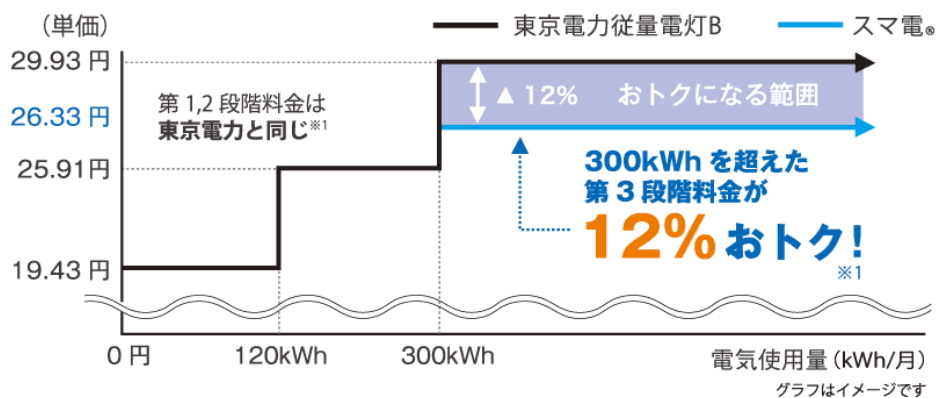 (単価)
東京電力従量電灯B
スマ電®
29.93 円
▲ 12% おトクになる範囲
第 1,2 段階料金は
東京電力と同じ※1
26.33 円
25.91円
300kWh を超えた
第 3 段階料金が
12% おトク!
※1
19.43 円
0 円
120kWh
300kWh
電気使用量(kWh/月)
グラフはイメージです